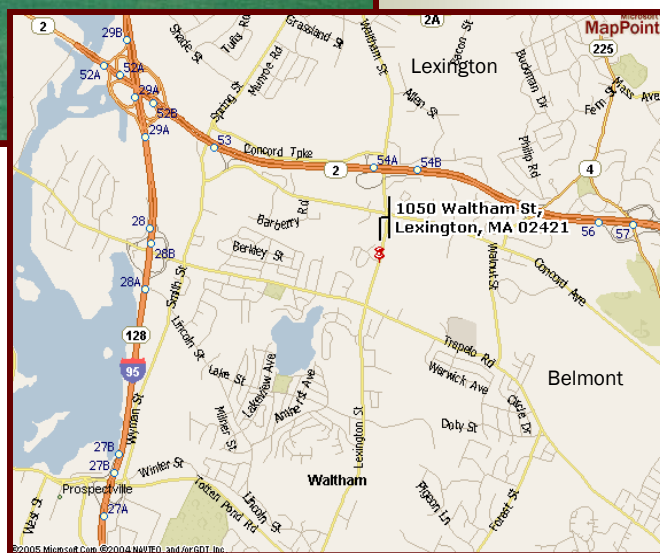 Microsoft
MapPoint
2
2A
225
29B
52A
52A
29A
52B
29A
Shade St
Tufts Rd
Grassland St
Munroe Rd
Spring St
Waltham St
Bacon St
Lexington
Allen St
Buckman Dr
Fern St
Mass Ave
Philip Rd
53
Concord Tpke
2
54A
54B
4
1050 Waltham St,
Lexington, MA 02421
56
57
28
28B
28A
Barberry Rd
Berkley St
Smith St
Walnut St
Concord Ave
128
95
Lincoln St
Lake St
Lakeview Ave
Amherst Ave
Milner St
Trapelo Rd
Warwick Ave
Belmont
Doby St
Circle Dr
Lexington St
Wyman St
27B
27B
Winter St
Prospectville
27A
West St
Totten Pond Rd
Lincoln St
Waltham
Pigeon Ln
Forest St
©2005 Microsoft Corp ©2004 NAVTEQ, and/or GDT, Inc